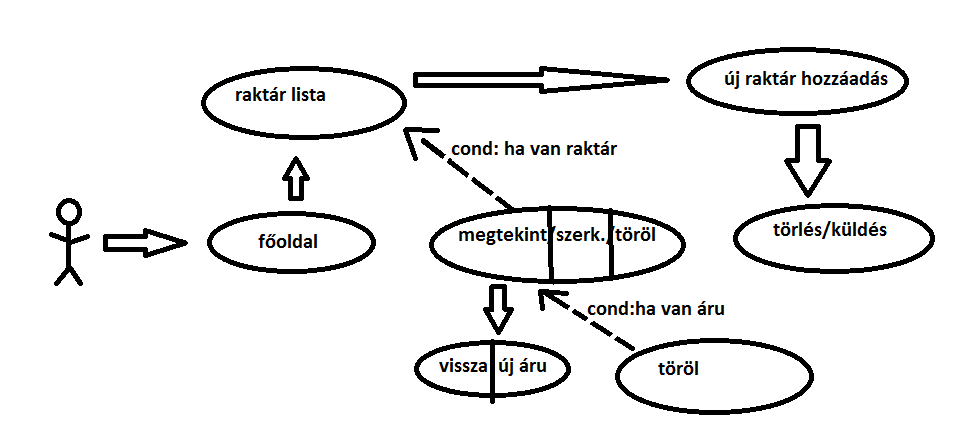 új raktár hozzáadás
raktár lista
cond: ha van raktár
főoldal
megtekint/szerk./töröl
törlés/küldés
cond:ha van áru
vissza új áru
töröl